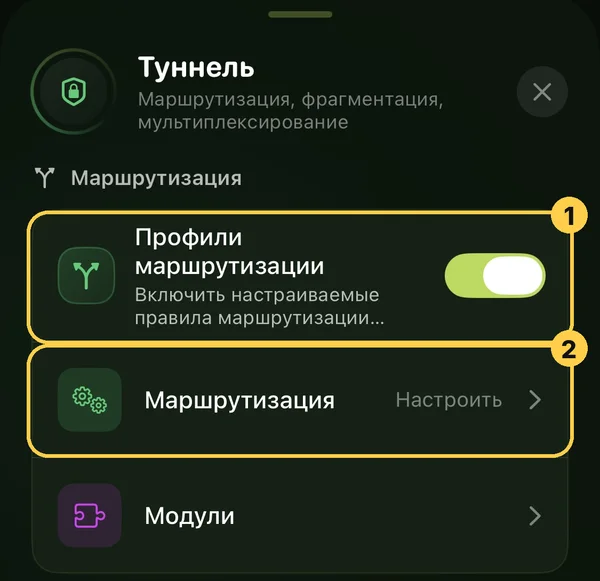 Туннель
Маршрутизация, фрагментация,
мультиплексирование
Маршрутизация
1
Профили
маршрутизации
Включить настраиваемые
правила маршрутизации...
2
Маршрутизация
Настроить
Модули